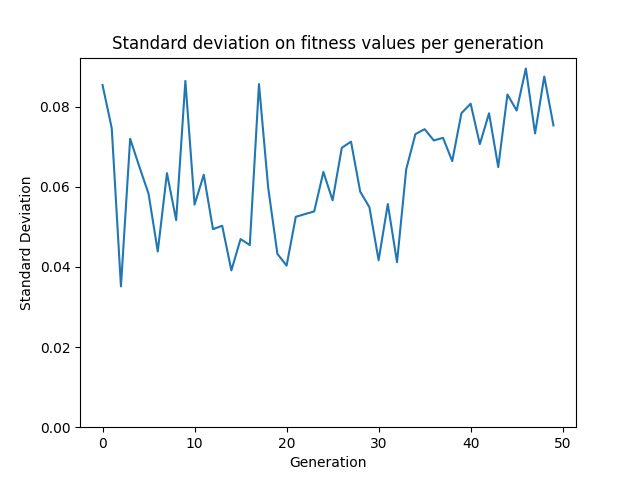 Standard deviation on fitness values per generation
0.08
0.06
0.04
0.02
0.00
Standard Deviation
0 10 20 30 40 50
Generation